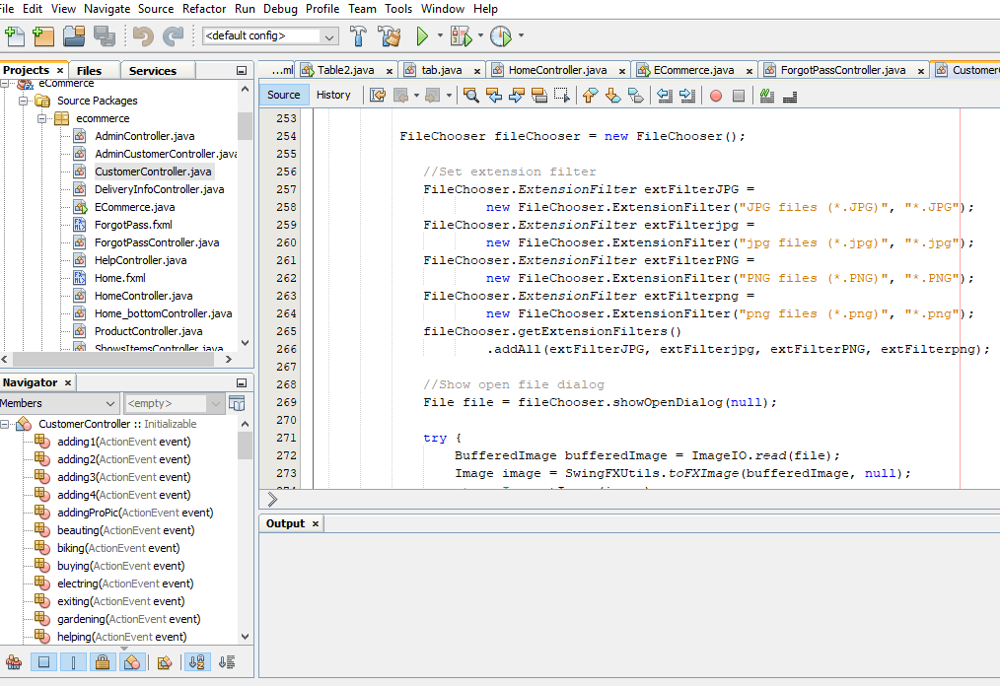 File Edit View Navigate Source Refactor Run Debug Profile Team Tools Window Help
<default config>
Projects × Files Services
...ml Table2.java × tab.java × HomeController.java × ECommerce.java × ForgotPassController.java × Customer
Source History
eCommerce
Source Packages
ecommerce
AdminController.java
AdminCustomerController.java
CustomerController.java
DeliveryInfoController.java
ECommerce.java
ForgotPass.fxml
ForgotPassController.java
HelpController.java
Home.fxml
HomeController.java
Home_bottomController.java
ProductController.java
ShowsItemsController.java
253
254 FileChooser fileChooser = new FileChooser();
255
256 //Set extension filter
257 FileChooser.ExtensionFilter extFilterJPG =
258 new FileChooser.ExtensionFilter("JPG files (*.JPG)", "*.JPG");
259 FileChooser.ExtensionFilter extFilterjpg =
260 new FileChooser.ExtensionFilter("jpg files (*.jpg)", "*.jpg");
261 FileChooser.ExtensionFilter extFilterPNG =
262 new FileChooser.ExtensionFilter("PNG files (*.PNG)", "*.PNG");
263 FileChooser.ExtensionFilter extFilterpng =
264 new FileChooser.ExtensionFilter("png files (*.png)", "*.png");
265 fileChooser.getExtensionFilters()
266 .addAll(extFilterJPG, extFilterjpg, extFilterPNG, extFilterpng);
267
268 //Show open file dialog
269 File file = fileChooser.showOpenDialog(null);
270
271 try {
272 BufferedImage bufferedImage = ImageIO.read(file);
273 Image image = SwingFXUtils.toFXImage(bufferedImage, null);
Navigator ×
Members <empty>
CustomerController :: Initializable
adding1(ActionEvent event)
adding2(ActionEvent event)
adding3(ActionEvent event)
adding4(ActionEvent event)
addingProPic(ActionEvent event)
beauting(ActionEvent event)
biking(ActionEvent event)
buying(ActionEvent event)
electring(ActionEvent event)
exiting(ActionEvent event)
gardening(ActionEvent event)
helping(ActionEvent event)
Output ×